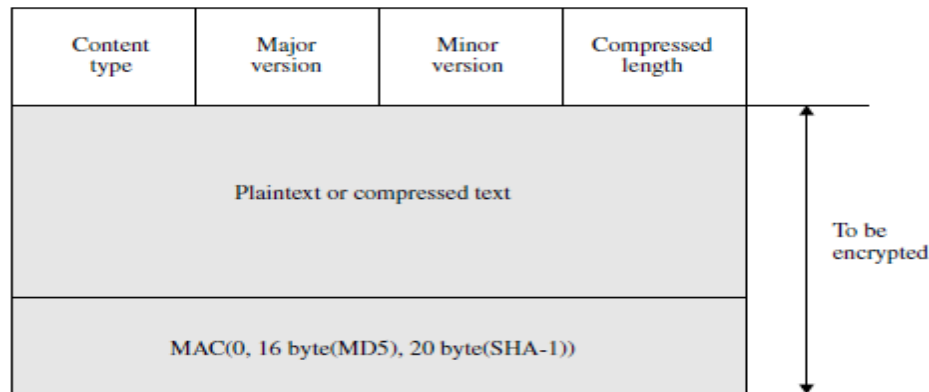 Content type
Major version
Minor version
Compressed length
Plaintext or compressed text
To be encrypted
MAC(0, 16 byte(MD5), 20 byte(SHA-1))